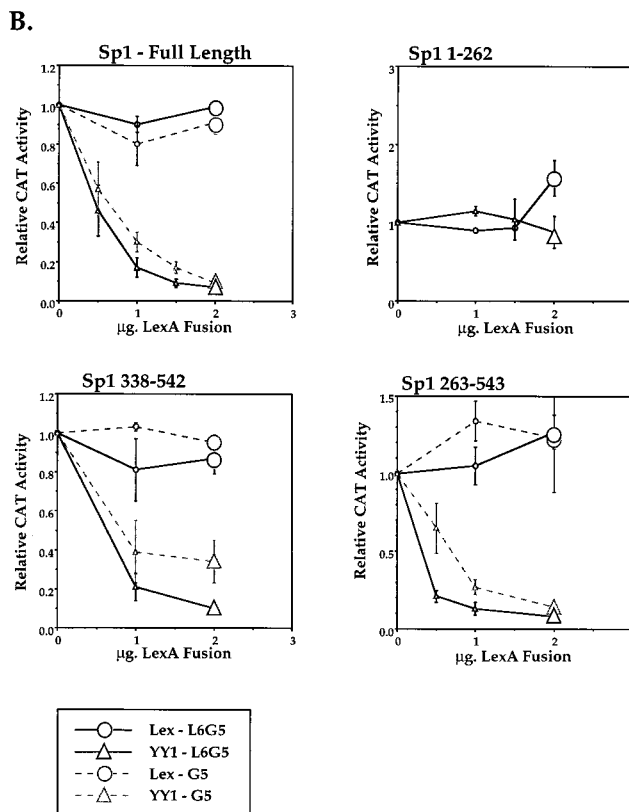 B.
Sp1 - Full Length
Relative CAT Activity
1.2
1.0
0.8
0.6
0.4
0.2
0.0
0
1
2
3
µg. LexA Fusion
Sp1 1-262
Relative CAT Activity
3
2
1
0
0
1
2
µg. LexA Fusion
Sp1 338-542
Relative CAT Activity
1.2
1.0
0.8
0.6
0.4
0.2
0.0
0
1
2
3
µg. LexA Fusion
Sp1 263-543
Relative CAT Activity
1.5
1.0
0.5
0.0
0
1
2
µg. LexA Fusion
Lex - L6G5
YY1 - L6G5
Lex - G5
YY1 - G5